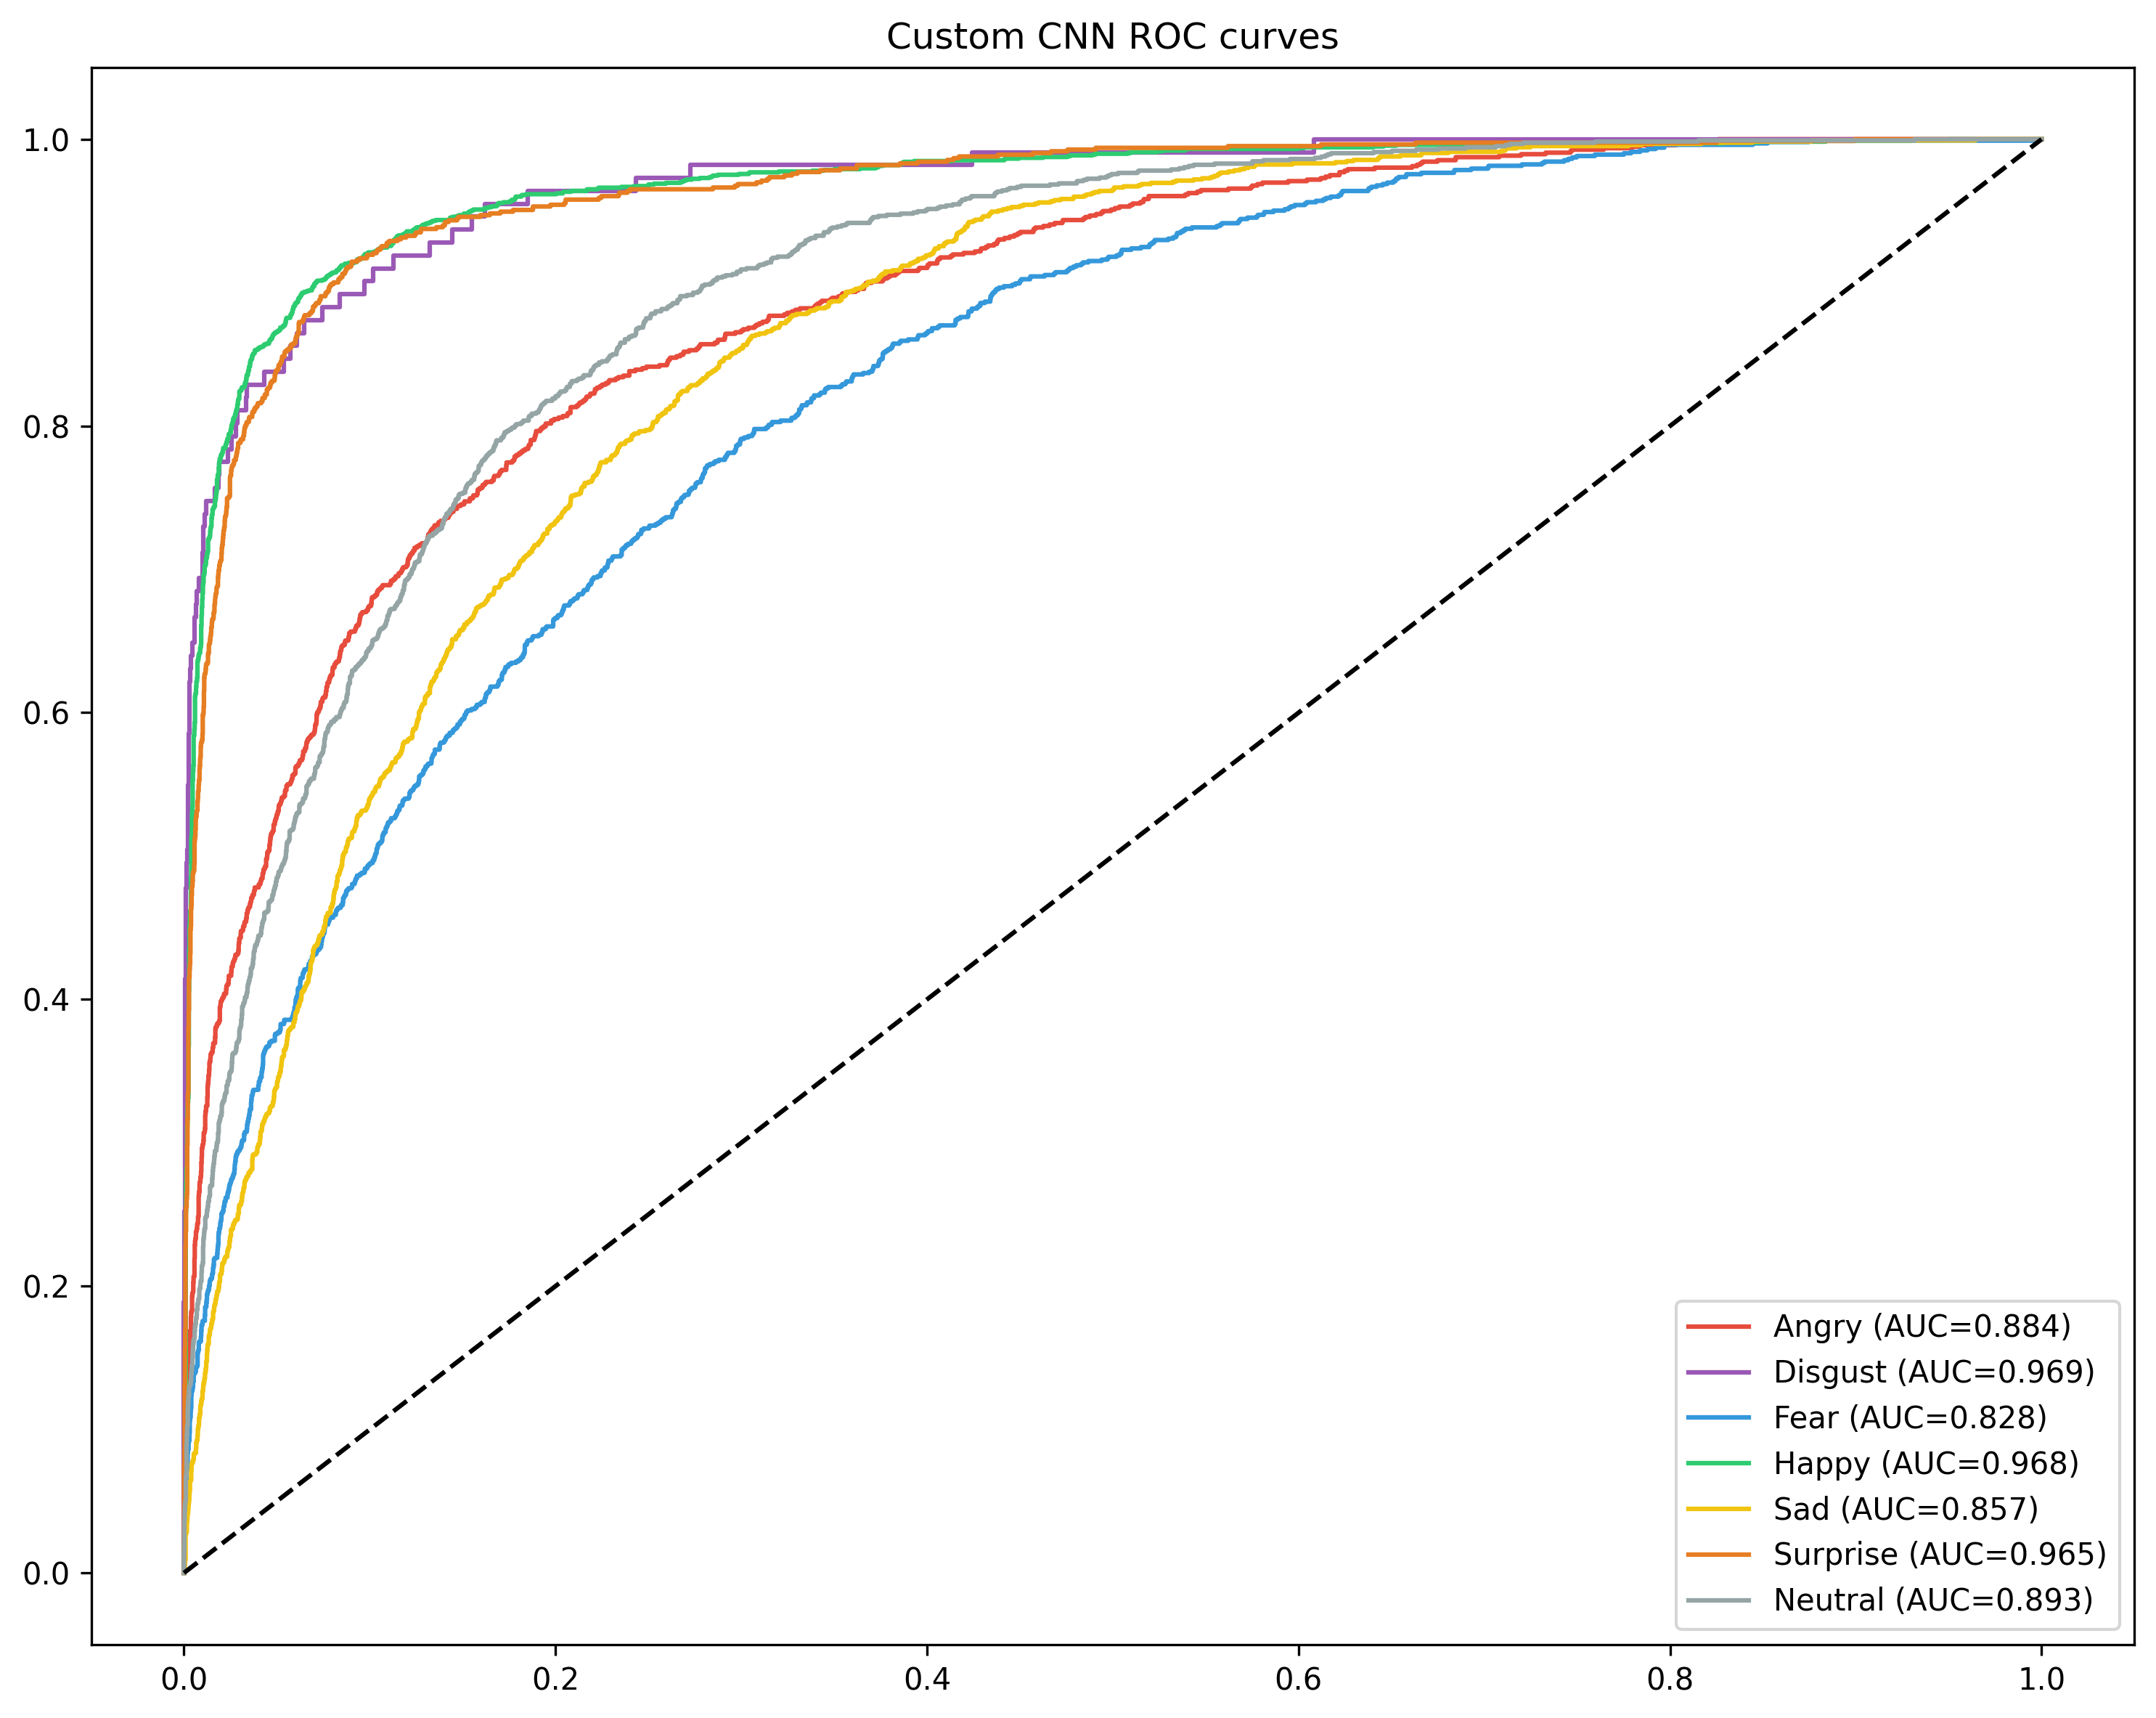 Custom CNN ROC curves
1.0
0.8
0.6
0.4
0.2
0.0
Angry (AUC=0.884)
Disgust (AUC=0.969)
Fear (AUC=0.828)
Happy (AUC=0.968)
Sad (AUC=0.857)
Surprise (AUC=0.965)
Neutral (AUC=0.893)
0.0 0.2 0.4 0.6 0.8 1.0